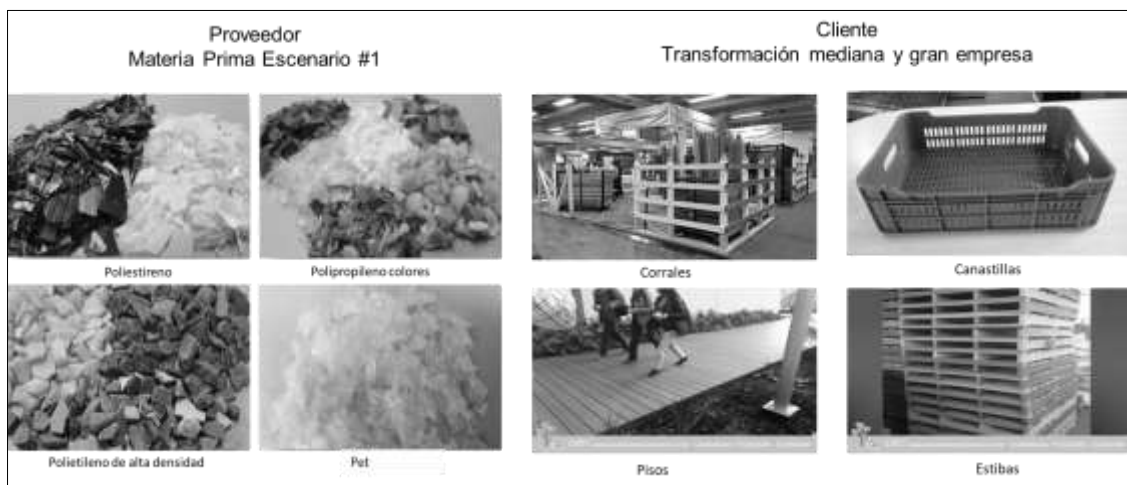 Proveedor
Materia Prima Escenario #1
Cliente
Transformación mediana y gran empresa
Poliestireno
Polipropileno colores
Corrales
Canastillas
Polietileno de alta densidad
Pet
Pisos
Estibas